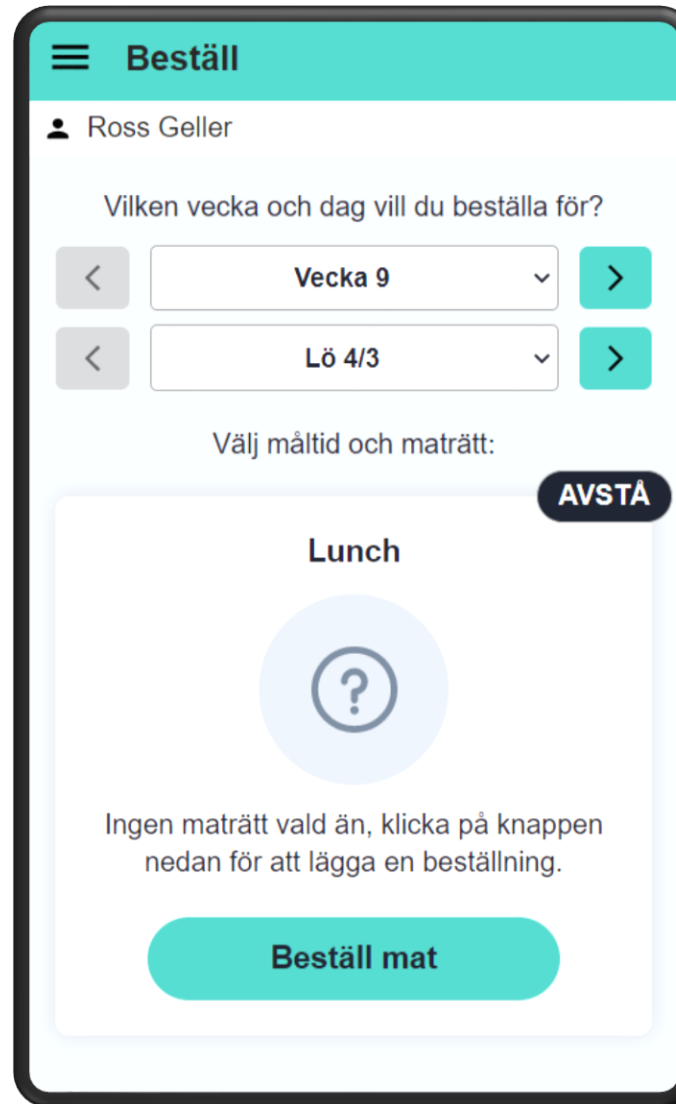 Beställ
Ross Geller
Vilken vecka och dag vill du beställa för?
Vecka 9
Lö 4/3
Välj måltid och maträtt:
AVSTÅ
Lunch
Ingen maträtt vald än, klicka på knappen
nedan för att lägga en beställning.
Beställ mat